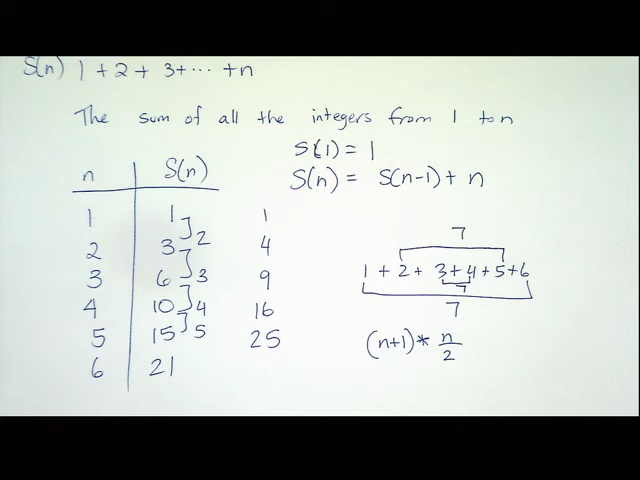 S(n) 1 + 2 + 3 + ... + n
The sum of all the integers from 1 to n
S(1) = 1
S(n) = S(n-1) + n
n S(n)
1 1 1
2
2 3 4
3
3 6 9
4
4 10 16
5
5 15 25
6 21
7
1 + 2 + 3 + 4 + 5 + 6
7
7
(n+1) * n/2